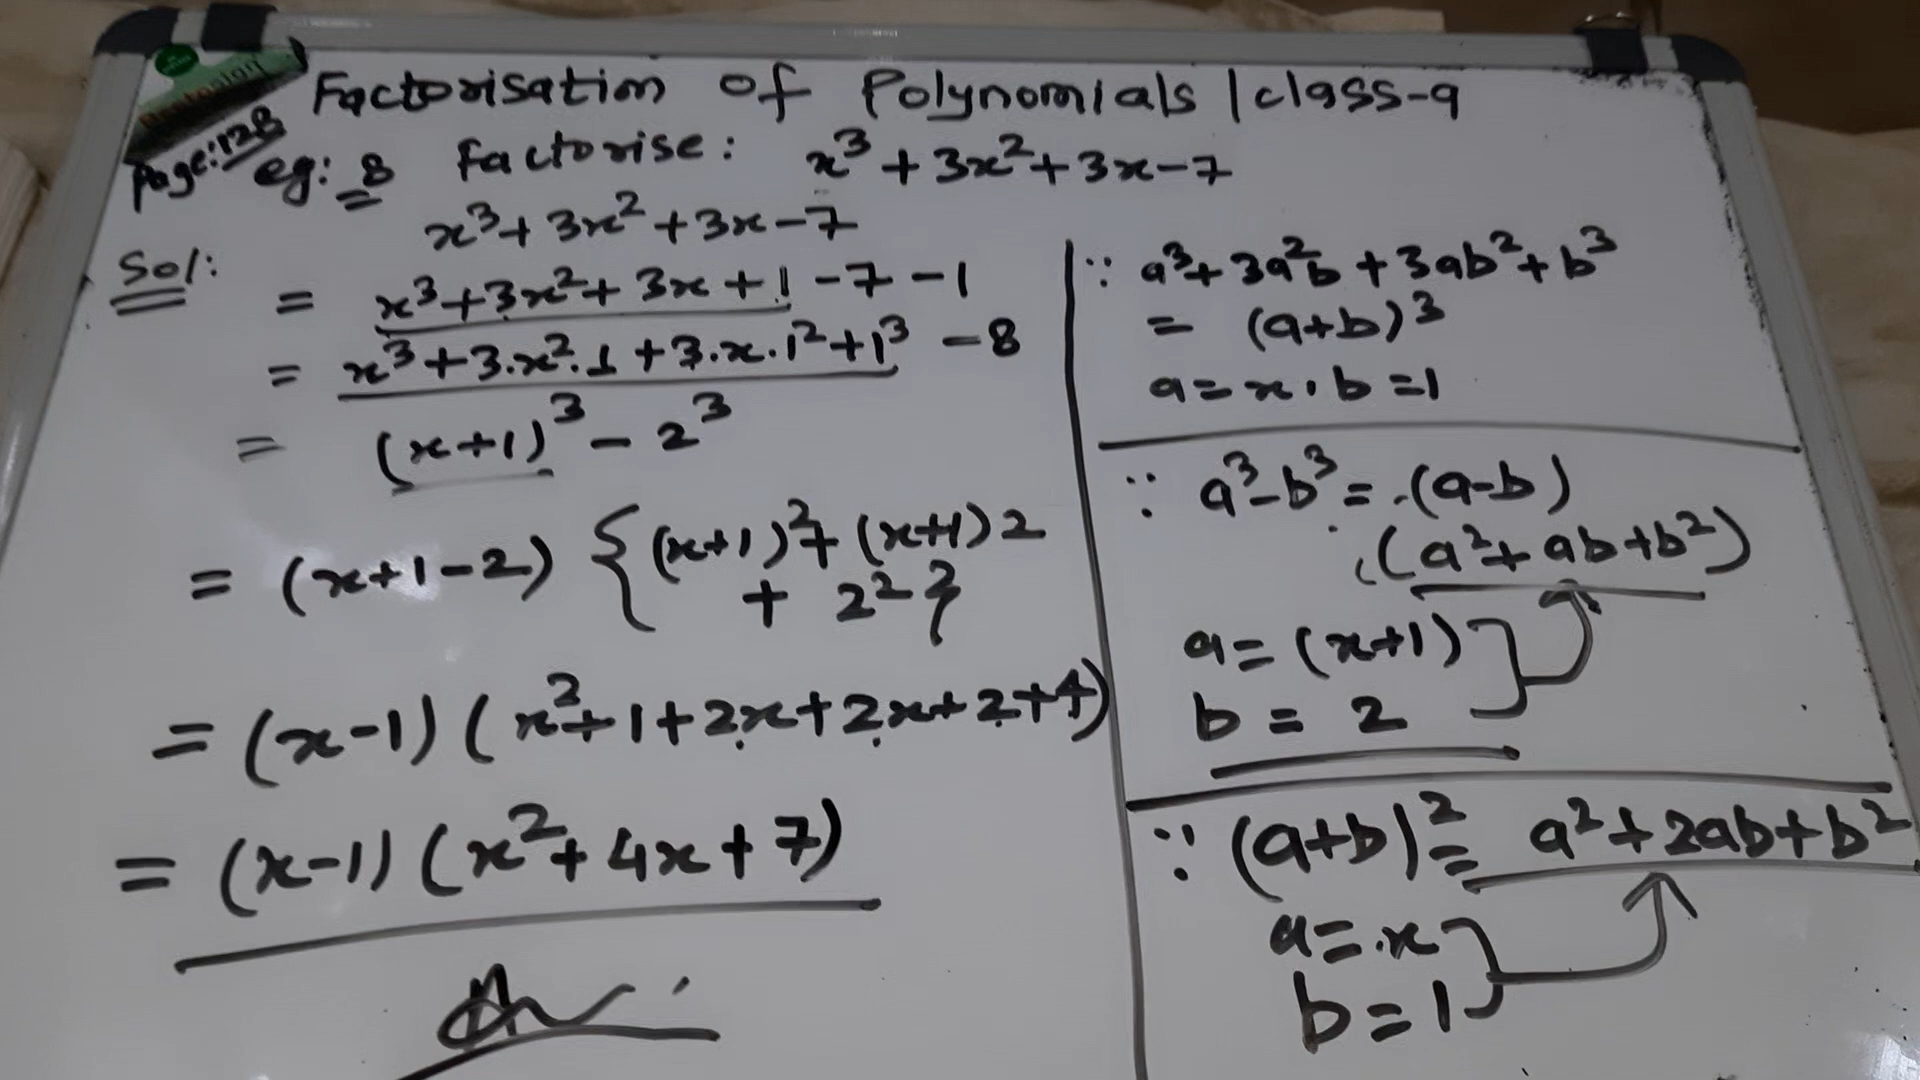 Factorisation of Polynomials | class-9
Page:128
eg: 8 Factorise: x³ + 3x² + 3x - 7
x³ + 3x² + 3x - 7
Sol:
= x³ + 3x² + 3x + 1 - 7 - 1
= x³ + 3.x².1 + 3.x.1² + 1³ - 8
= (x+1)³ - 2³
= (x+1-2) { (x+1)² + (x+1)2
+ 2² }
= (x-1) ( x² + 1 + 2x + 2x + 2 + 4)
= (x-1) (x² + 4x + 7)
∵ a³ + 3a²b + 3ab² + b³
= (a+b)³
a = x . b = 1
∵ a³ - b³ = (a-b)
(a² + ab + b²)
a = (x+1)
b = 2
∵ (a+b)² = a² + 2ab + b²
a = x
b = 1